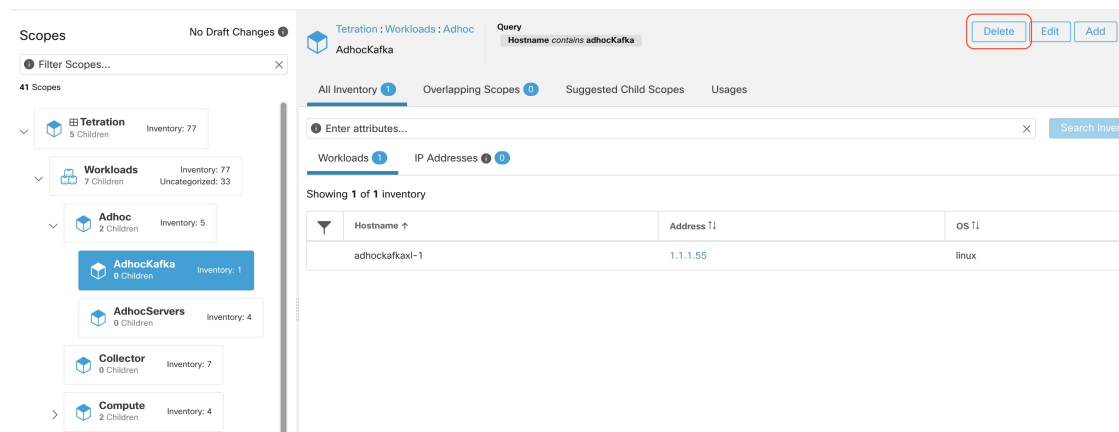 Scopes
No Draft Changes
Filter Scopes...
41 Scopes
Tetration
5 Children
Inventory: 77
Workloads
7 Children
Inventory: 77
Uncategorized: 33
Adhoc
2 Children
Inventory: 5
AdhocKafka
0 Children
Inventory: 1
AdhocServers
0 Children
Inventory: 4
Collector
0 Children
Inventory: 7
Compute
2 Children
Inventory: 4
Tetration : Workloads : Adhoc
AdhocKafka
Query
Hostname contains adhocKafka
Delete Edit Add
All Inventory 1 Overlapping Scopes 0 Suggested Child Scopes Usages
Enter attributes...
Search Inver
Workloads 1 IP Addresses 0
Showing 1 of 1 inventory
Hostname ↑ Address ↑↓ OS ↑↓
adhockafkaxl-1 1.1.1.55 linux